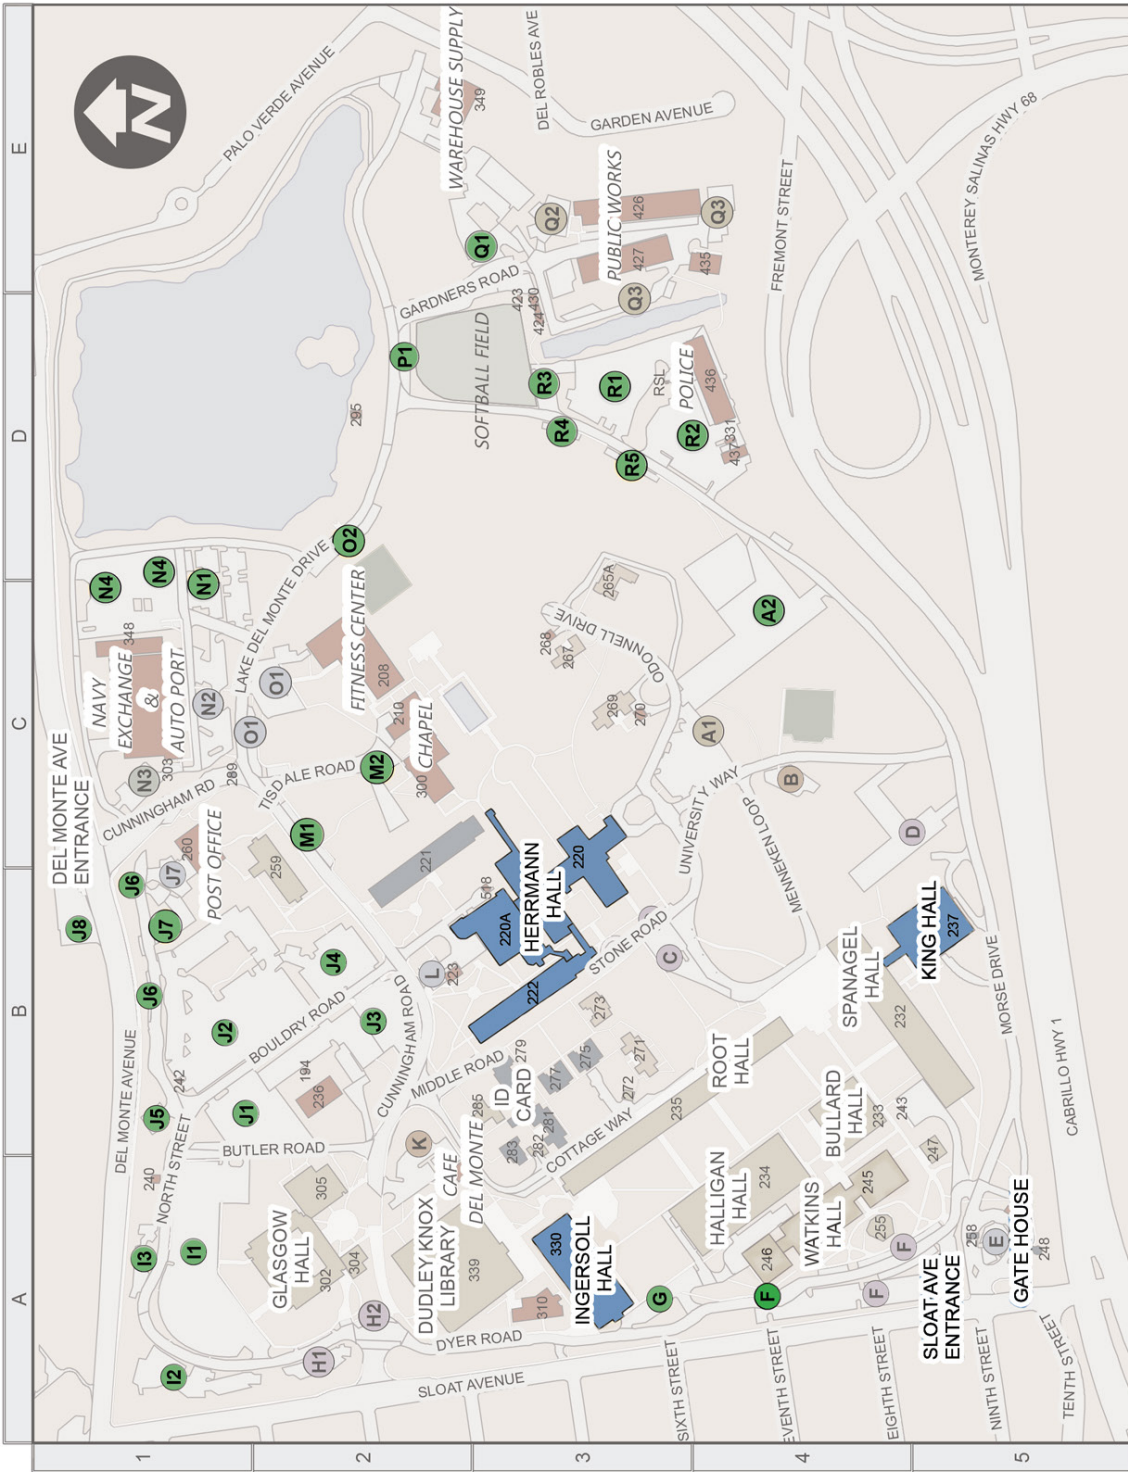 A
B
C
D
E
1
2
3
4
5
N
DEL MONTE AVE
ENTRANCE
DEL MONTE AVENUE
PALO VERDE AVENUE
J8
I2
I3
I1
240
NORTH STREET
J5
242
J6
J6
J7
J7
J2
J1
N3
303
NAVY
EXCHANGE
&
AUTO PORT
348
N4
N4
N1
N2
CUNNINGHAM RD
POST OFFICE
260
289
O1
O1
LAKE DEL MONTE DRIVE
O2
295
H1
H2
GLASGOW
HALL
302
304
305
BUTLER ROAD
236
194
BOULDRY ROAD
J3
J4
CUNNINGHAM ROAD
259
M1
TISDALE ROAD
M2
FITNESS CENTER
208
210
CHAPEL
300
221
P1
GARDNERS ROAD
SOFTBALL FIELD
WAREHOUSE SUPPLY
349
Q1
SLOAT AVENUE
DYER ROAD
DUDLEY KNOX
LIBRARY
339
310
K
CAFE
DEL MONTE
285
MIDDLE ROAD
L
223
518
ID
CARD
279
283
282
281
277
275
COTTAGE WAY
INGERSOLL
HALL
330
222
220A
HERRMANN
HALL
220
STONE ROAD
273
271
272
C
268
267
265A
269
270
ODONNELL DRIVE
R3
R4
R5
R1
R2
423
424
430
RSL
POLICE
436
437
331
DEL ROBLES AVE
GARDEN AVENUE
Q2
PUBLIC WORKS
426
427
435
Q3
Q3
G
SIXTH STREET
235
ROOT
HALL
HALLIGAN
HALL
234
UNIVERSITY WAY
A1
A2
B
MENNEKEN LOOP
FREMONT STREET
EVENTH STREET
F
246
WATKINS
HALL
245
BULLARD
HALL
233
243
SPANAGEL
HALL
232
KING HALL
237
D
EIGHTH STREET
F
F
255
247
SLOAT AVE
ENTRANCE
258
E
GATE HOUSE
248
NINTH STREET
TENTH STREET
MORSE DRIVE
CABRILLO HWY 1
MONTEREY SALINAS HWY 68